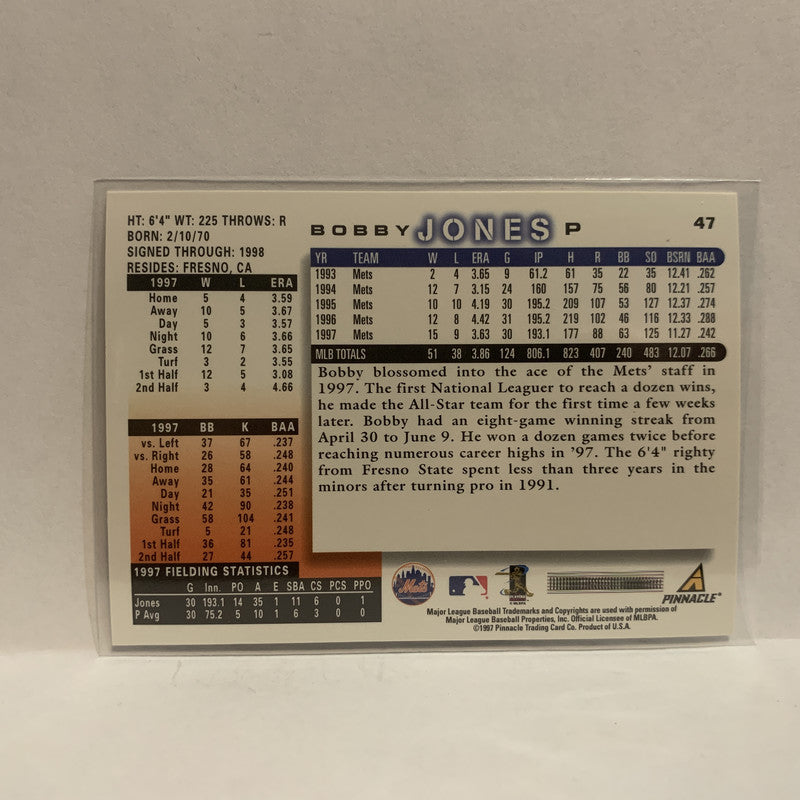 HT: 6'4" WT: 225 THROWS: R
BORN: 2/10/70
SIGNED THROUGH: 1998
RESIDES: FRESNO, CA
BOBBY JONES P
47
1997 W L ERA
Home 5 4 3.59
Away 10 5 3.67
Day 5 3 3.57
Night 10 6 3.66
Grass 12 7 3.65
Turf 3 2 3.55
1st Half 12 5 3.08
2nd Half 3 4 4.66
1997 BB K BAA
vs. Left 37 67 .237
vs. Right 26 58 .248
Home 28 64 .240
Away 35 61 .244
Day 21 35 .251
Night 42 90 .238
Grass 58 104 .241
Turf 5 21 .248
1st Half 36 81 .235
2nd Half 27 44 .257
1997 FIELDING STATISTICS
G Inn. PO A E SBA CS PCS PPO
Jones 30 193.1 14 35 1 11 6 0 1
P Avg 30 75.2 5 10 1 6 3 0 0
YR TEAM W L ERA G IP H R BB SO BSRN BAA
1993 Mets 2 4 3.65 9 61.2 61 35 22 35 12.41 .262
1994 Mets 12 7 3.15 24 160 157 75 56 80 12.21 .257
1995 Mets 10 10 4.19 30 195.2 209 107 53 127 12.37 .274
1996 Mets 12 8 4.42 31 195.2 219 102 46 116 12.33 .288
1997 Mets 15 9 3.63 30 193.1 177 88 63 125 11.27 .242
MLB TOTALS 51 38 3.86 124 806.1 823 407 240 483 12.07 .266
Bobby blossomed into the ace of the Mets' staff in
1997. The first National Leaguer to reach a dozen wins,
he made the All-Star team for the first time a few weeks
later. Bobby had an eight-game winning streak from
April 30 to June 9. He won a dozen games twice before
reaching numerous career highs in '97. The 6'4" righty
from Fresno State spent less than three years in the
minors after turning pro in 1991.
Mets
PINNACLE
Major League Baseball Trademarks and Copyrights are used with permission of
Major League Baseball Properties, Inc. Official Licensee of MLBPA.
©1997 Pinnacle Trading Card Co. Product of U.S.A.